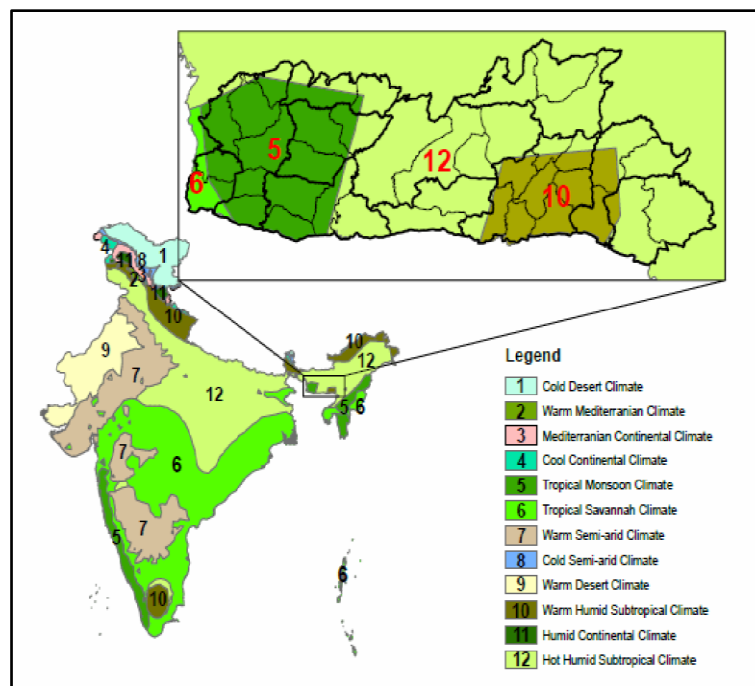 5
12
6
10
1
4
8
11
3
2
11
10
9
7
12
10
12
5
6
7
6
7
5
10
6
Legend
1 Cold Desert Climate
2 Warm Mediterranian Climate
3 Mediterranian Continental Climate
4 Cool Continental Climate
5 Tropical Monsoon Climate
6 Tropical Savannah Climate
7 Warm Semi-arid Climate
8 Cold Semi-arid Climate
9 Warm Desert Climate
10 Warm Humid Subtropical Climate
11 Humid Continental Climate
12 Hot Humid Subtropical Climate